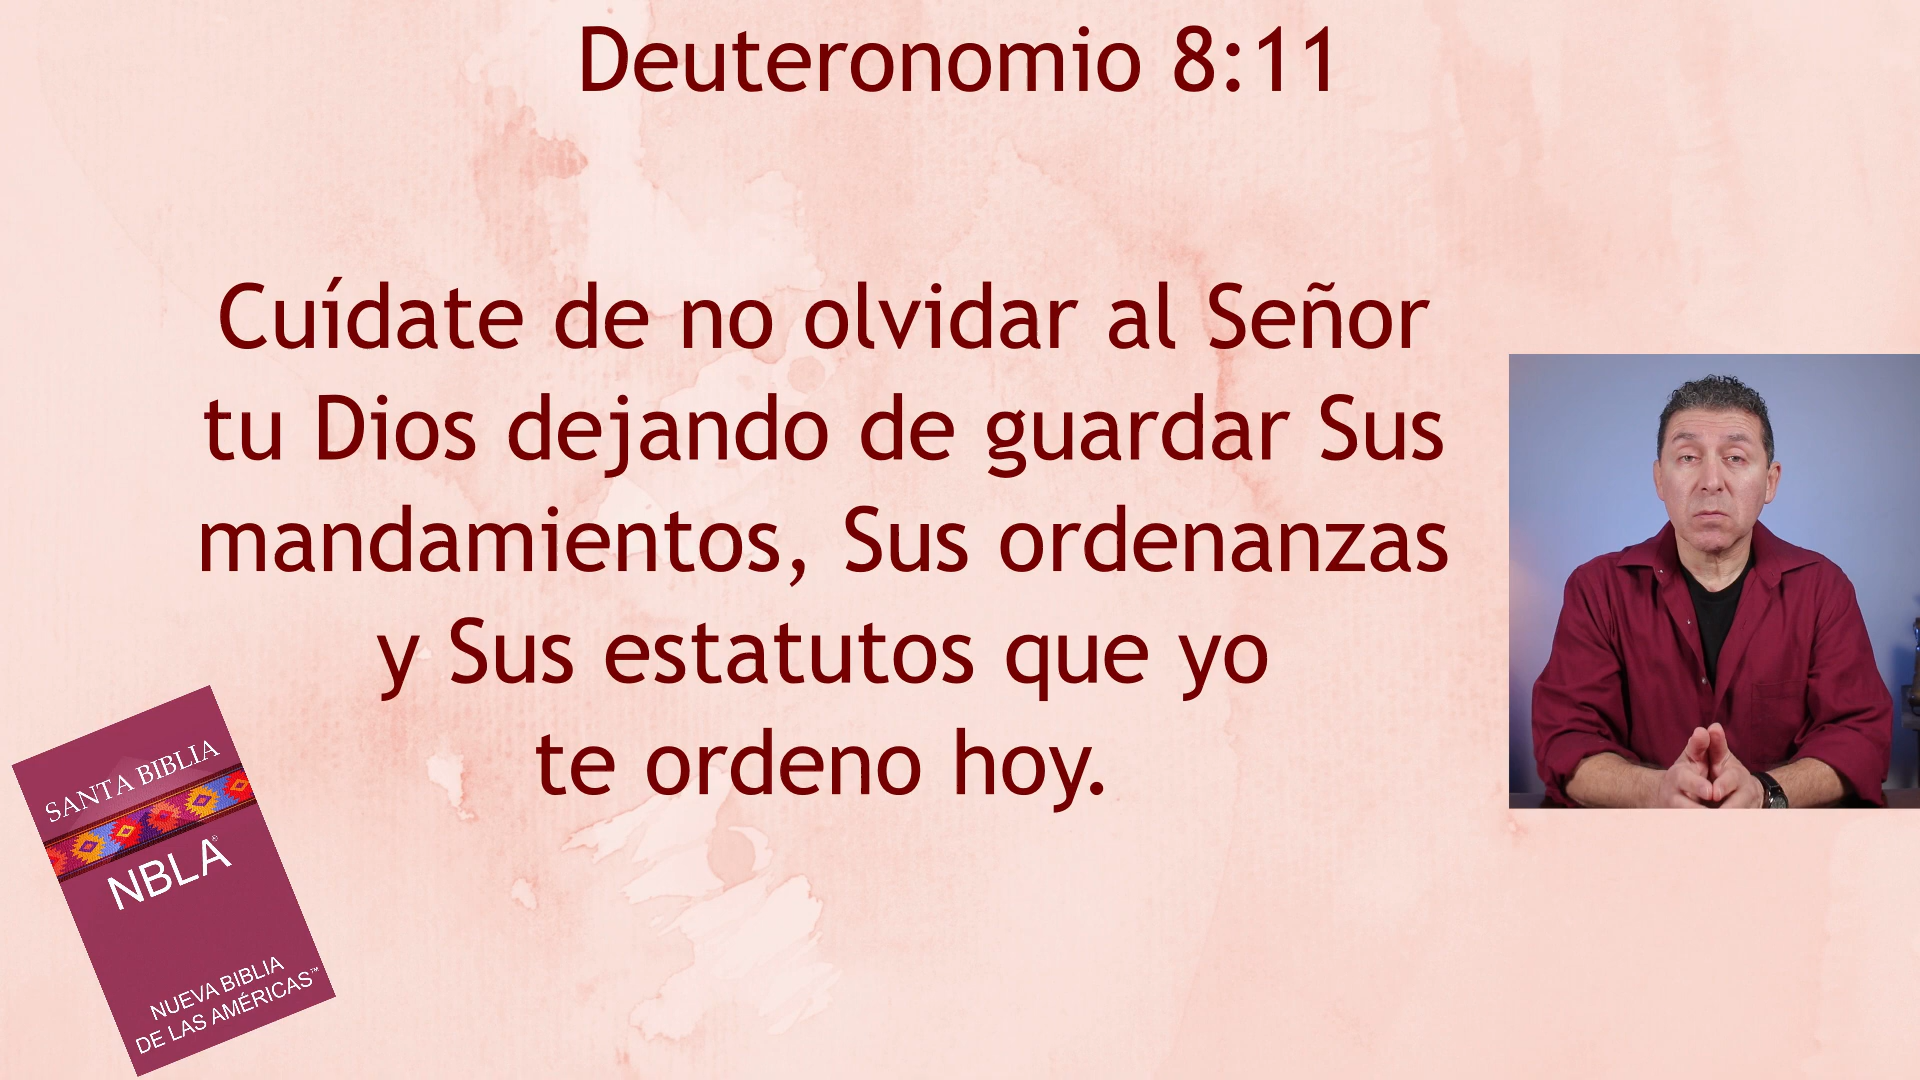 Deuteronomio 8:11
Cuídate de no olvidar al Señor
tu Dios dejando de guardar Sus
mandamientos, Sus ordenanzas
y Sus estatutos que yo
te ordeno hoy.
SANTA BIBLIA
NBLA®
NUEVA BIBLIA
DE LAS AMÉRICAS™